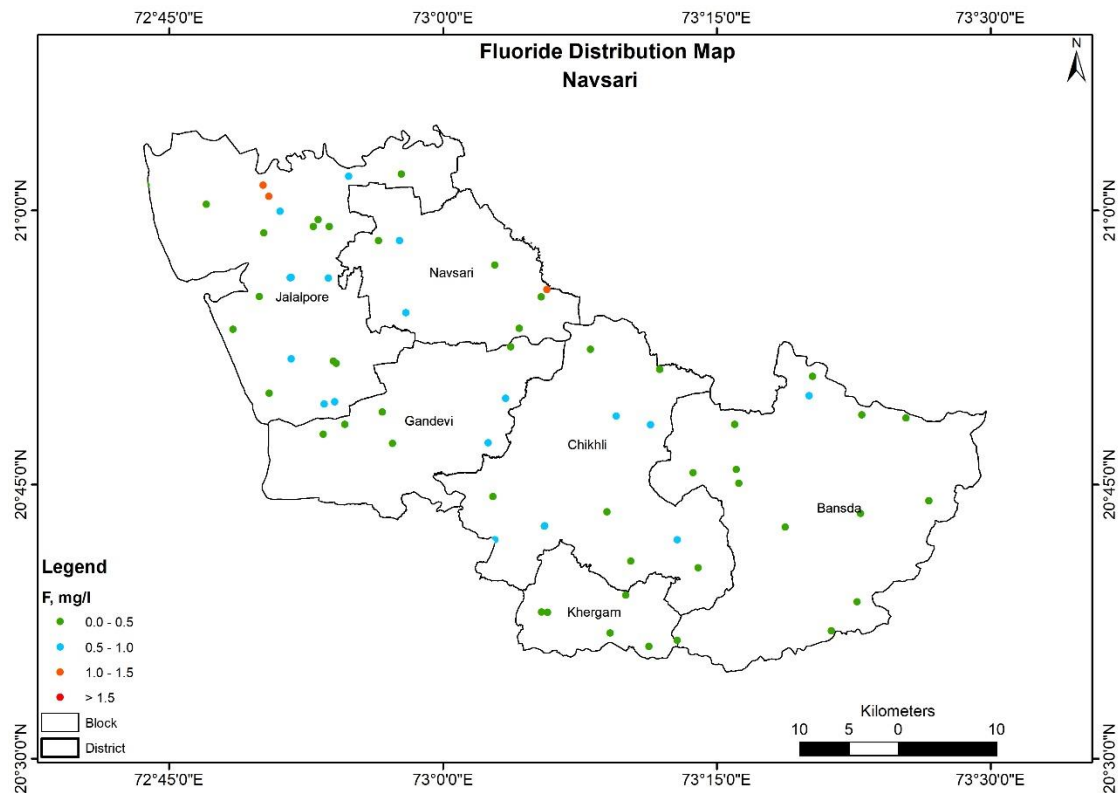 72°45'0"E 73°0'0"E 73°15'0"E 73°30'0"E
Fluoride Distribution Map
Navsari
N
21°0'0"N
21°0'0"N
Navsari
Jalalpore
Gandevi
Chikhli
20°45'0"N
20°45'0"N
Bansda
Khergam
Legend
F, mg/l
0.0 - 0.5
0.5 - 1.0
1.0 - 1.5
> 1.5
Block
District
Kilometers
10 5 0 10
20°30'0"N
20°30'0"N
72°45'0"E 73°0'0"E 73°15'0"E 73°30'0"E